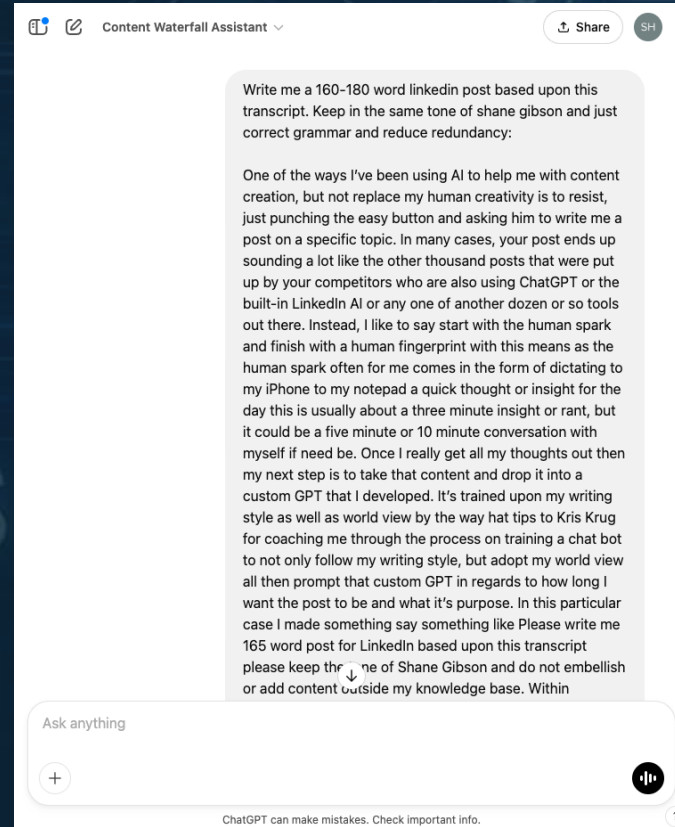 Content Waterfall Assistant
Share
SH
Write me a 160-180 word linkedin post based upon this
transcript. Keep in the same tone of shane gibson and just
correct grammar and reduce redundancy:
One of the ways I've been using AI to help me with content
creation, but not replace my human creativity is to resist,
just punching the easy button and asking him to write me a
post on a specific topic. In many cases, your post ends up
sounding a lot like the other thousand posts that were put
up by your competitors who are also using ChatGPT or the
built-in LinkedIn AI or any one of another dozen or so tools
out there. Instead, I like to say start with the human spark
and finish with a human fingerprint with this means as the
human spark often for me comes in the form of dictating to
my iPhone to my notepad a quick thought or insight for the
day this is usually about a three minute insight or rant, but
it could be a five minute or 10 minute conversation with
myself if need be. Once I really get all my thoughts out then
my next step is to take that content and drop it into a
custom GPT that I developed. It's trained upon my writing
style as well as world view by the way hat tips to Kris Krug
for coaching me through the process on training a chat bot
to not only follow my writing style, but adopt my world view
all then prompt that custom GPT in regards to how long I
want the post to be and what it's purpose. In this particular
case I made something say something like Please write me
165 word post for LinkedIn based upon this transcript
please keep the ne of Shane Gibson and do not embellish
or add content outside my knowledge base. Within
Ask anything
ChatGPT can make mistakes. Check important info.